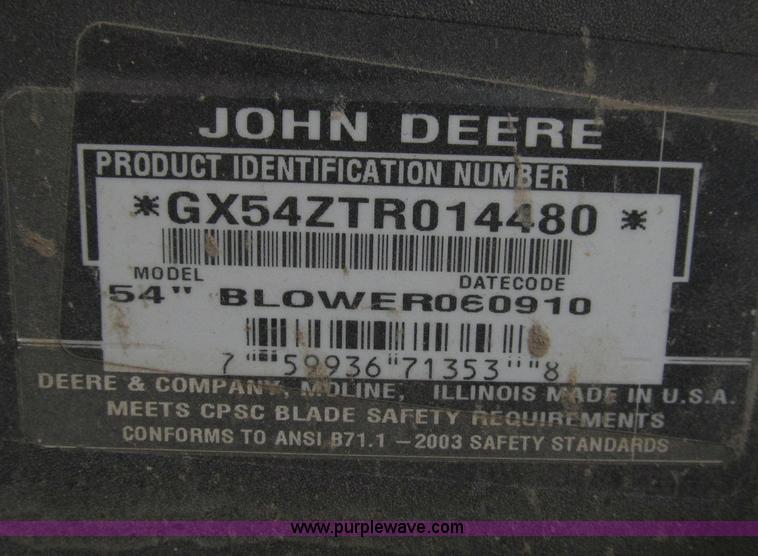 JOHN DEERE
PRODUCT IDENTIFICATION NUMBER
*GX54ZTR014480 *
MODEL DATECODE
54" BLOWER060910
7 59936 71353 8
DEERE & COMPANY, MOLINE, ILLINOIS MADE IN U.S.A.
MEETS CPSC BLADE SAFETY REQUIREMENTS
CONFORMS TO ANSI B71.1 –2003 SAFETY STANDARDS
www.purplewave.com